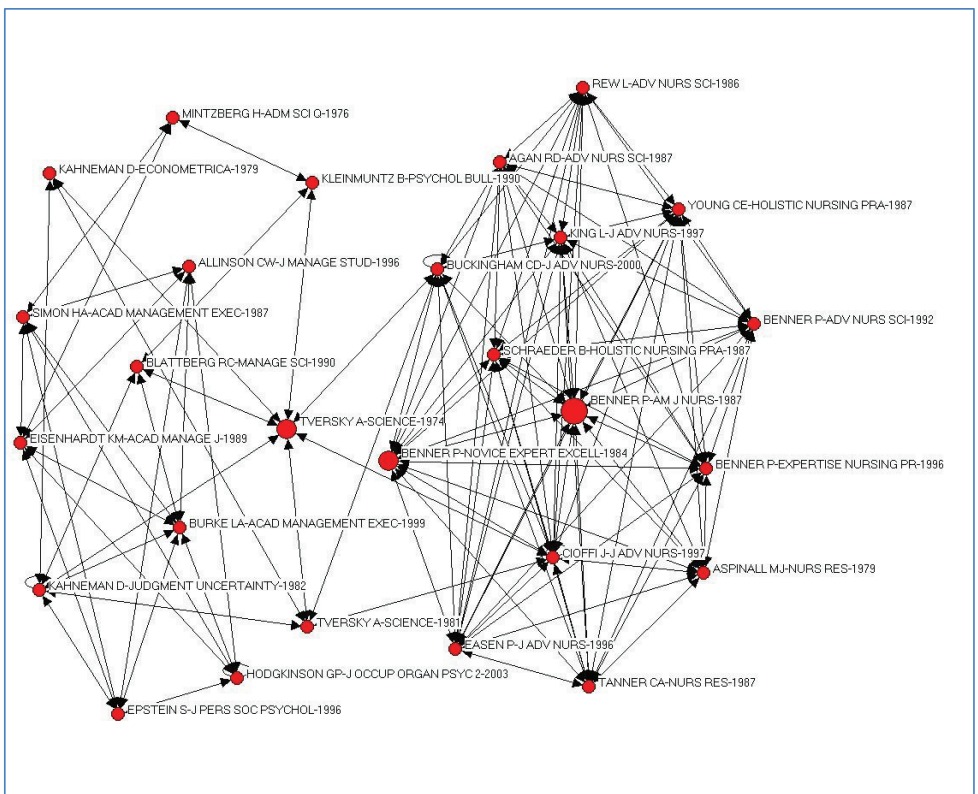 REW L-ADV NURS SCI-1986
MINTZBERG H-ADM SCI Q-1976
AGAN RD-ADV NURS SCI-1987
KAHNEMAN D-ECONOMETRICA-1979
KLEINMUNTZ B-PSYCHOL BULL-1990
YOUNG CE-HOLISTIC NURSING PRA-1987
KING L-J ADV NURS-1997
ALLINSON CW-J MANAGE STUD-1996
BUCKINGHAM CD-J ADV NURS-2000
SIMON HA-ACAD MANAGEMENT EXEC-1987
BENNER P-ADV NURS SCI-1992
SCHRAEDER B-HOLISTIC NURSING PRA-1987
BLATTBERG RC-MANAGE SCI-1990
BENNER P-AM J NURS-1987
TVERSKY A-SCIENCE-1974
EISENHARDT KM-ACAD MANAGE J-1989
BENNER P-NOVICE EXPERT EXCELL-1984
BENNER P-EXPERTISE NURSING PR-1996
BURKE LA-ACAD MANAGEMENT EXEC-1999
CIOFFI J-J ADV NURS-1997
ASPINALL MJ-NURS RES-1979
KAHNEMAN D-JUDGMENT UNCERTAINTY-1982
TVERSKY A-SCIENCE-1981
EASEN P-J ADV NURS-1996
HODGKINSON GP-J OCCUP ORGAN PSYC 2-2003
TANNER CA-NURS RES-1987
EPSTEIN S-J PERS SOC PSYCHOL-1996